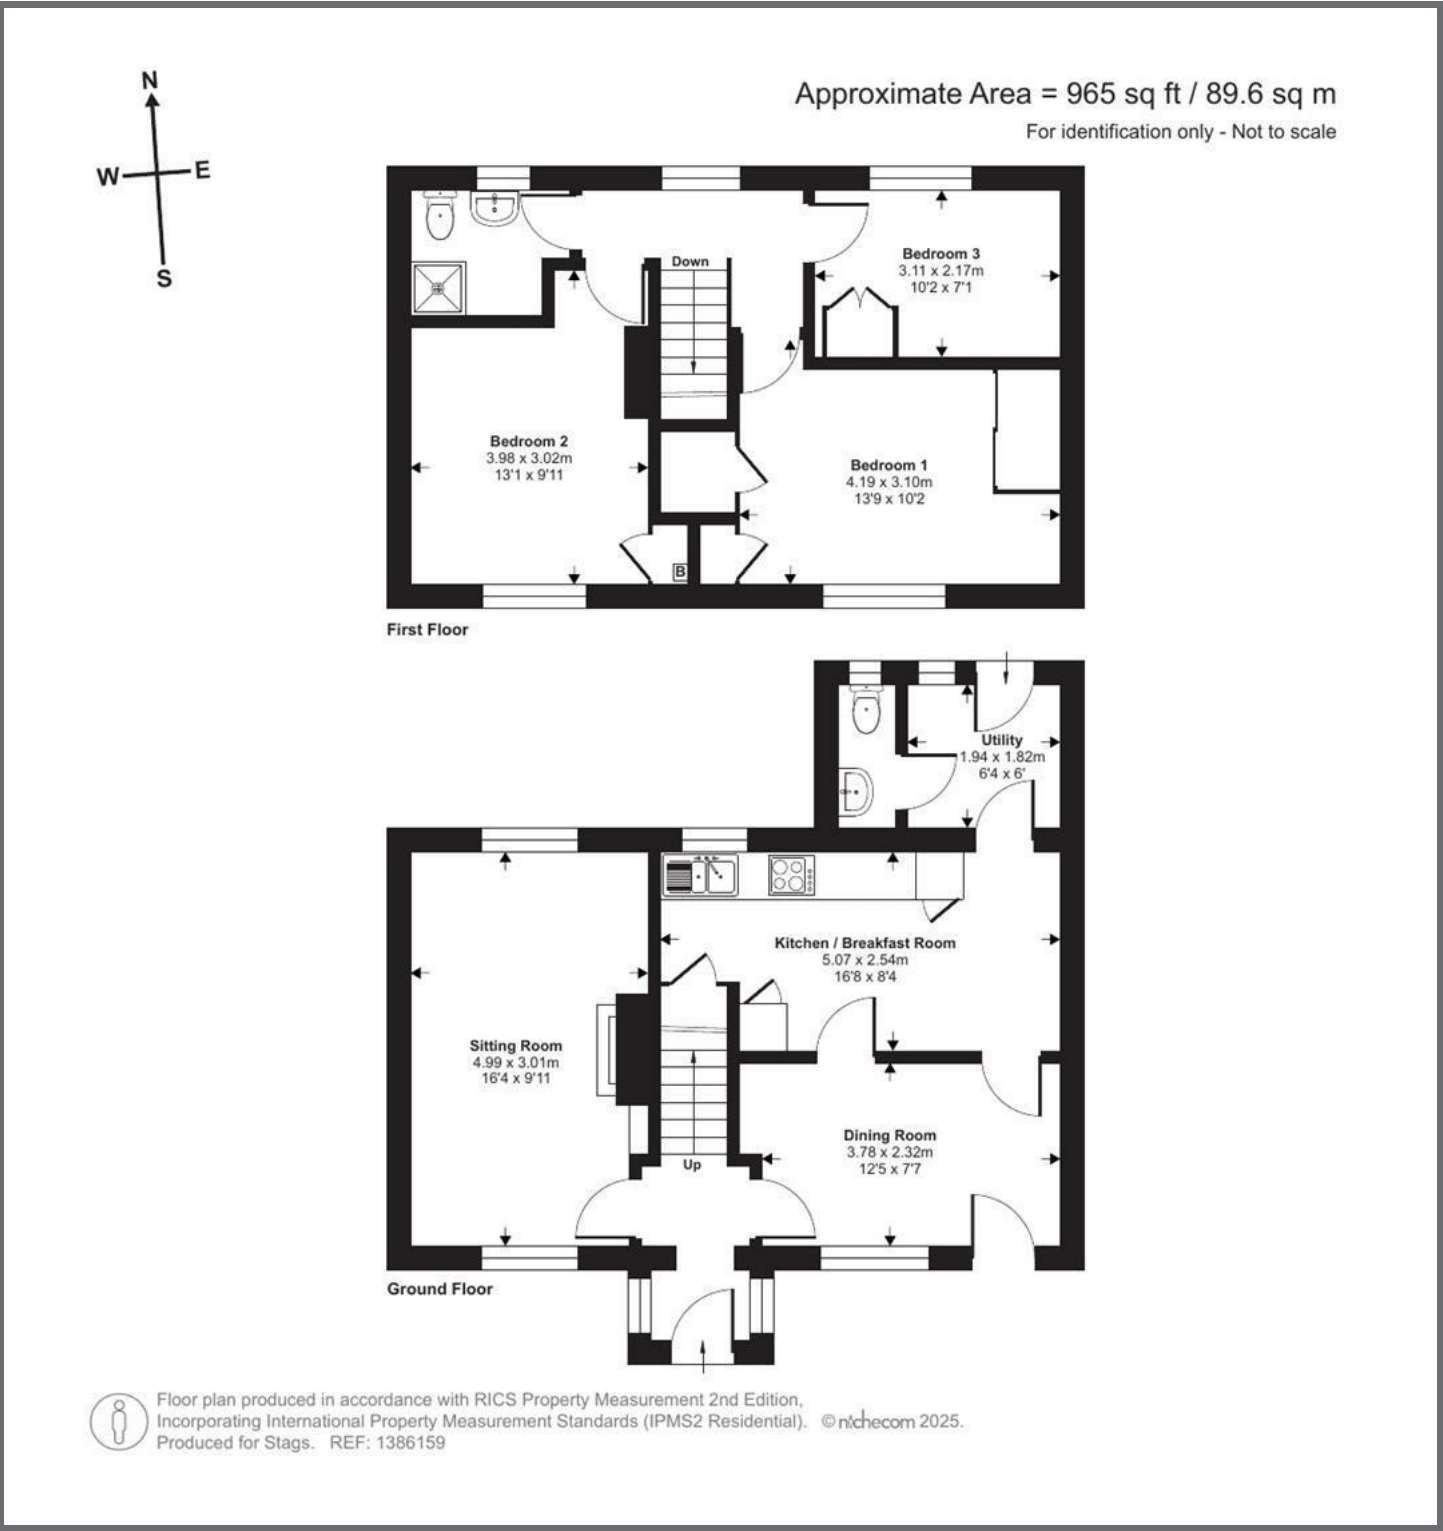 N
W E
S
Approximate Area = 965 sq ft / 89.6 sq m
For identification only - Not to scale
Down
Bedroom 3
3.11 x 2.17m
10'2 x 7'1
Bedroom 2
3.98 x 3.02m
13'1 x 9'11
Bedroom 1
4.19 x 3.10m
13'9 x 10'2
B
First Floor
Utility
1.94 x 1.82m
6'4 x 6'
Kitchen / Breakfast Room
5.07 x 2.54m
16'8 x 8'4
Sitting Room
4.99 x 3.01m
16'4 x 9'11
Dining Room
3.78 x 2.32m
12'5 x 7'7
Up
Ground Floor
Floor plan produced in accordance with RICS Property Measurement 2nd Edition,
Incorporating International Property Measurement Standards (IPMS2 Residential). © nichecom 2025.
Produced for Stags. REF: 1386159